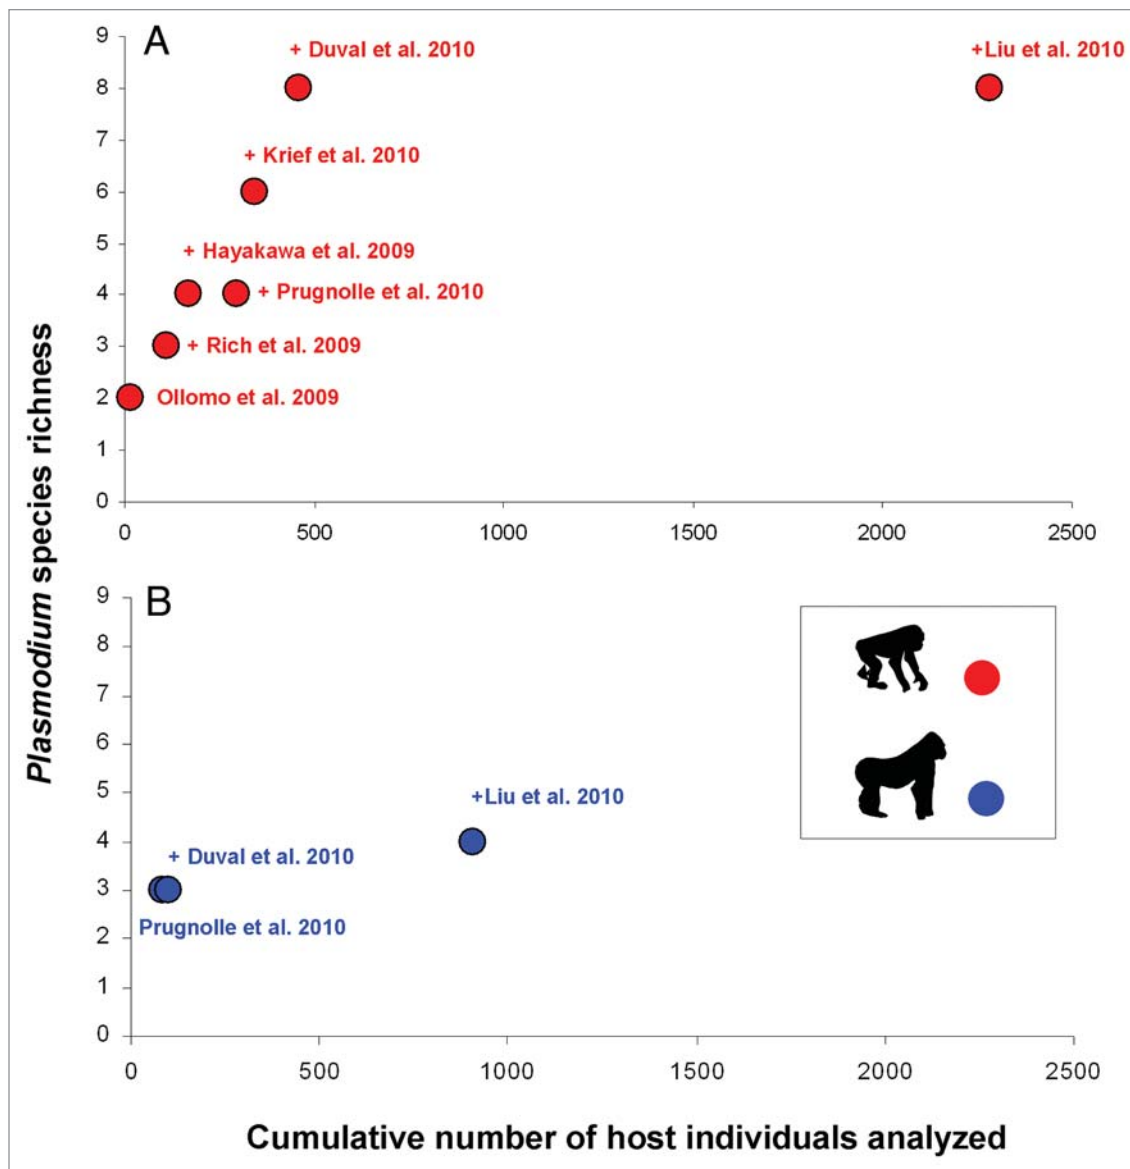 Plasmodium species richness
A
9
8
7
6
5
4
3
2
1
0
+ Duval et al. 2010
+Liu et al. 2010
+ Krief et al. 2010
+ Hayakawa et al. 2009
+ Prugnolle et al. 2010
+ Rich et al. 2009
Ollomo et al. 2009
0 500 1000 1500 2000 2500
B
9
8
7
6
5
4
3
2
1
0
+Liu et al. 2010
+ Duval et al. 2010
Prugnolle et al. 2010
0 500 1000 1500 2000 2500
Cumulative number of host individuals analyzed